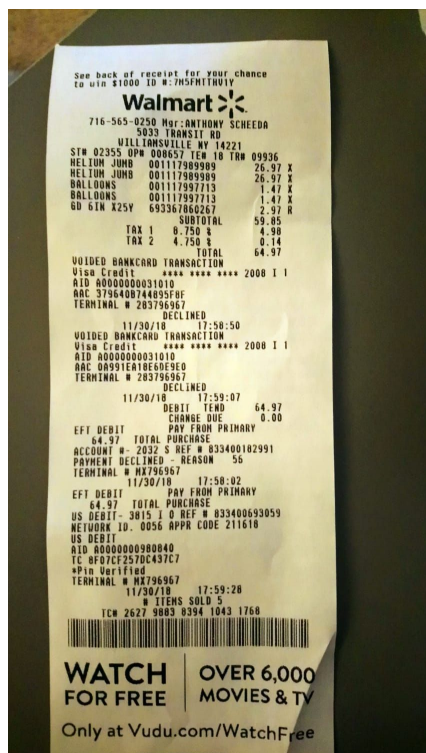 See back of receipt for your chance
to win $1000 ID #:7N5FMITHV1Y
Walmart
716-565-0250 Mgr:ANTHONY SCHEEDA
5033 TRANSIT RD
WILLIAMSVILLE NY 14221
ST# 02355 OP# 008657 TE# 18 TR# 09936
HELIUM JUMB 001117989989 26.97 X
HELIUM JUMB 001117989989 26.97 X
BALLOONS 001117997713 1.47 X
BALLOONS 001117997713 1.47 X
GD 6IN X25Y 693367860267 2.97 R
SUBTOTAL 59.85
TAX 1 8.750 % 4.98
TAX 2 4.750 % 0.14
TOTAL 64.97
VOIDED BANKCARD TRANSACTION
Visa Credit **** **** **** 2008 I 1
AID A0000000031010
AAC 379640B744895F8F
TERMINAL # 283796967
DECLINED
11/30/18 17:58:50
VOIDED BANKCARD TRANSACTION
Visa Credit **** **** **** 2008 I 1
AID A0000000031010
AAC 0A991EA18E6DE9E0
TERMINAL # 283796967
DECLINED
11/30/18 17:59:07
DEBIT TEND 64.97
CHANGE DUE 0.00
EFT DEBIT PAY FROM PRIMARY
64.97 TOTAL PURCHASE
ACCOUNT #- 2032 S REF # 833400182991
PAYMENT DECLINED - REASON 56
TERMINAL # MX796967
11/30/18 17:58:02
EFT DEBIT PAY FROM PRIMARY
64.97 TOTAL PURCHASE
US DEBIT- 3815 I 0 REF # 833400693059
NETWORK ID. 0056 APPR CODE 211618
US DEBIT
AID A0000000980840
TC 8F07CF257DC437C7
*Pin Verified
TERMINAL # MX796967
11/30/18 17:59:28
# ITEMS SOLD 5
TC# 2627 9883 8394 1043 1768
WATCH FOR FREE
OVER 6,000 MOVIES & TV
Only at Vudu.com/WatchFree